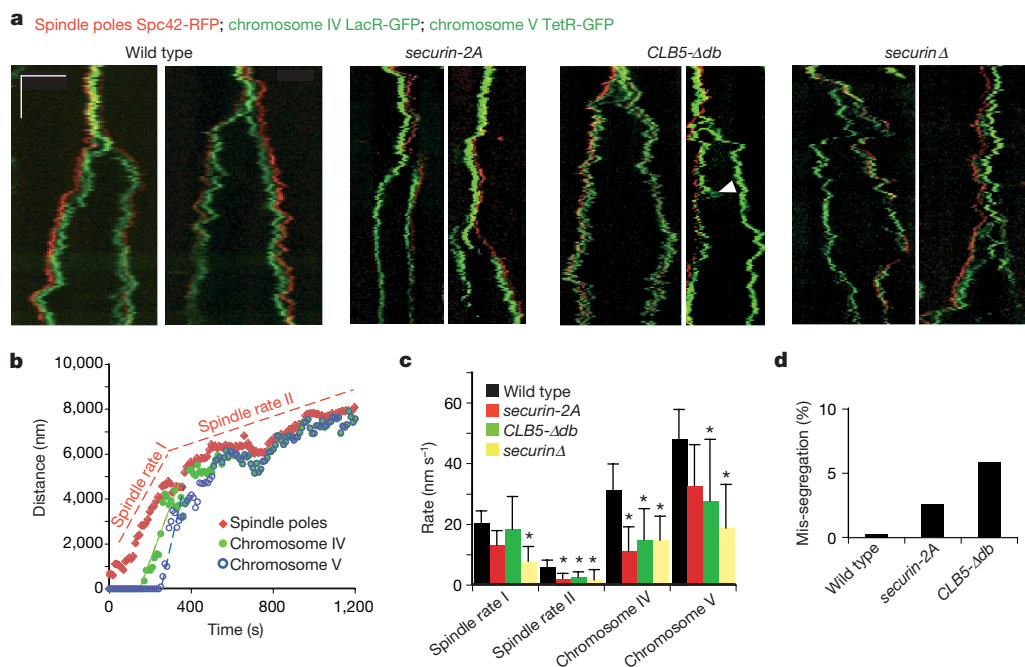 a Spindle poles Spc42-RFP; chromosome IV LacR-GFP; chromosome V TetR-GFP
Wild type
securin-2A
CLB5-Δdb
securinΔ
b
10,000
8,000
6,000
4,000
2,000
0
Distance (nm)
0
400
800
1,200
Time (s)
Spindle rate I
Spindle rate II
Spindle poles
Chromosome IV
Chromosome V
c
60
40
20
0
Rate (nm s⁻¹)
Wild type
securin-2A
CLB5-Δdb
securinΔ
*
*
*
*
*
*
*
*
*
Spindle rate I
Spindle rate II
Chromosome IV
Chromosome V
d
10
5
0
Mis-segregation (%)
Wild type
securin-2A
CLB5-Δdb